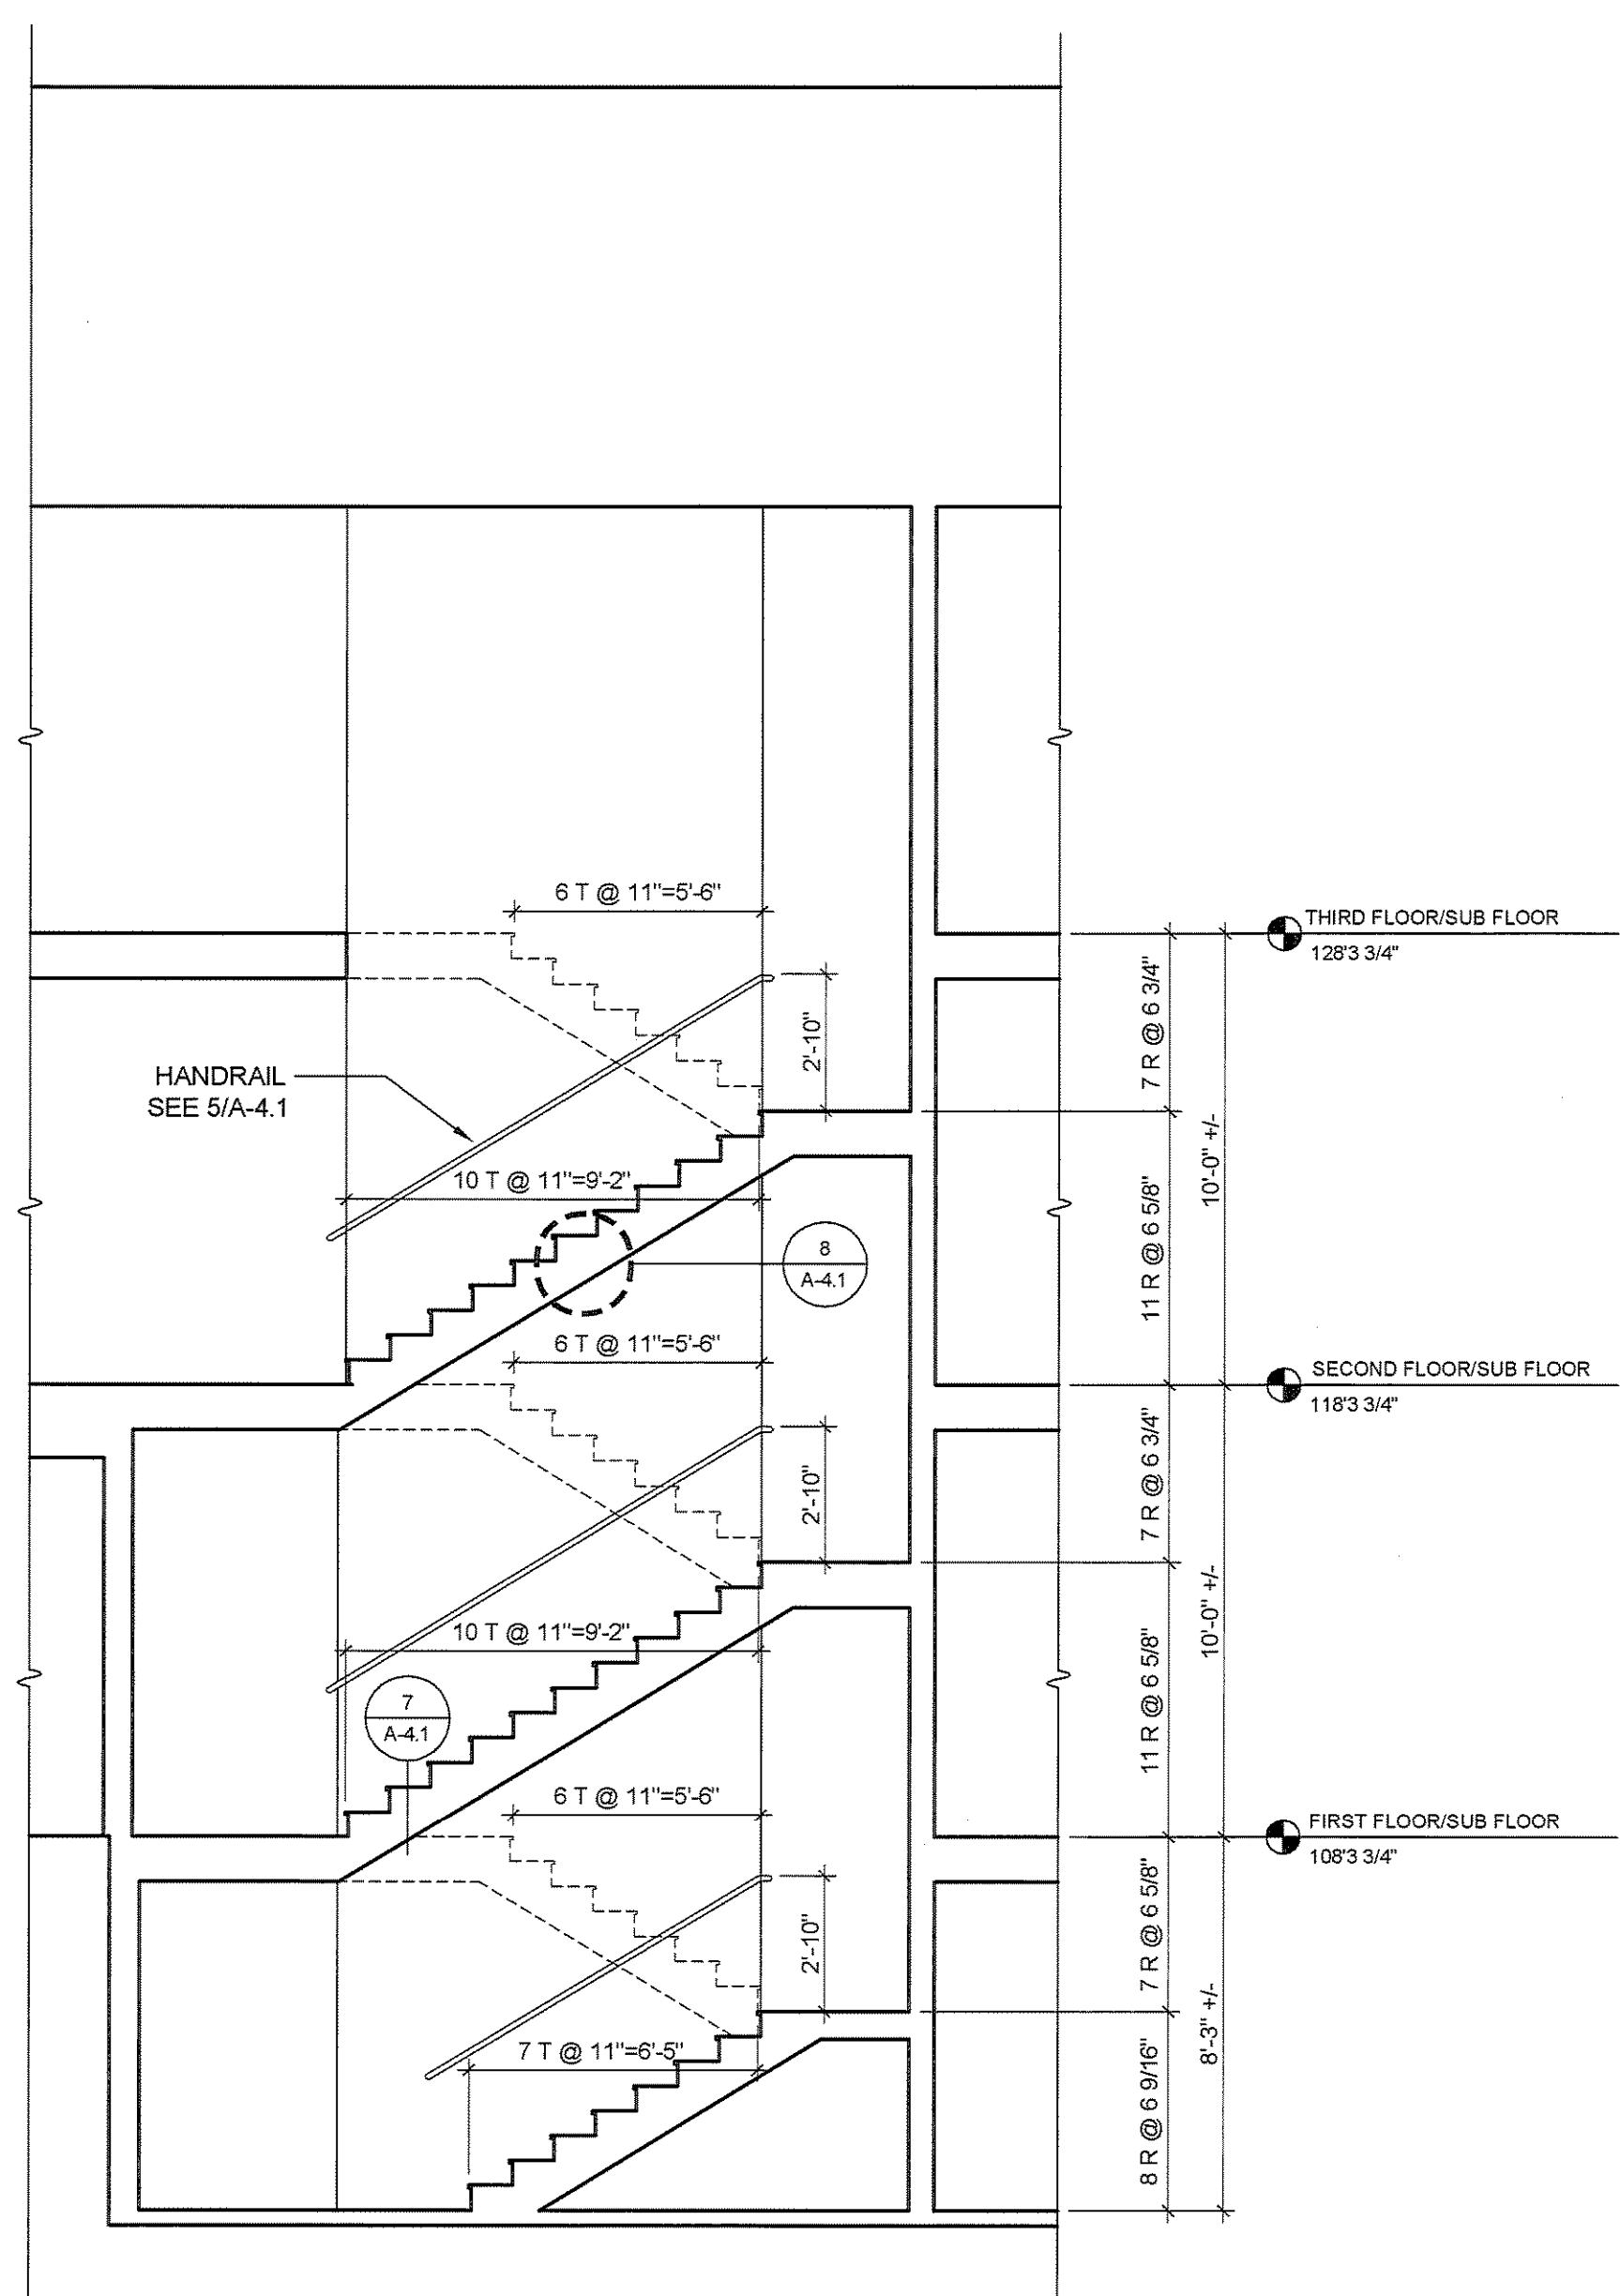 6 T @ 11"=5'-6"
THIRD FLOOR/SUB FLOOR
128'3 3/4"
7 R @ 6 3/4"
2'-10"
HANDRAIL
SEE 5/A-4.1
10'-0" +/-
10 T @ 11"=9'-2"
11 R @ 6 5/8"
8
A-4.1
6 T @ 11"=5'-6"
SECOND FLOOR/SUB FLOOR
118'3 3/4"
7 R @ 6 3/4"
2'-10"
10'-0" +/-
10 T @ 11"=9'-2"
11 R @ 6 5/8"
7
A-4.1
6 T @ 11"=5'-6"
FIRST FLOOR/SUB FLOOR
108'3 3/4"
7 R @ 6 5/8"
2'-10"
8'-3" +/-
7 T @ 11"=6'-5"
8 R @ 6 9/16"